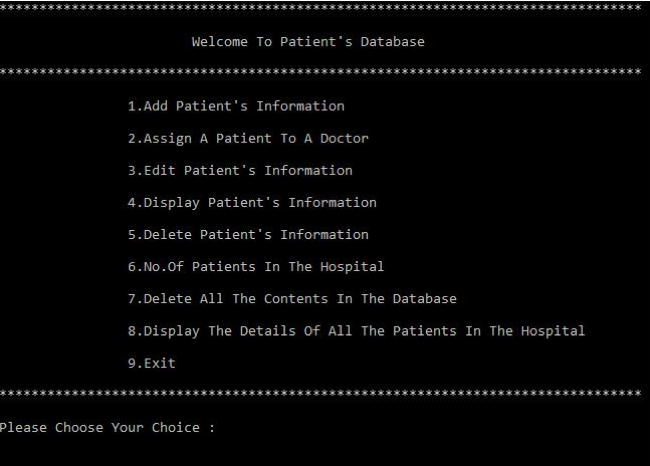 ********************************************************************************
Welcome To Patient's Database
********************************************************************************
1.Add Patient's Information
2.Assign A Patient To A Doctor
3.Edit Patient's Information
4.Display Patient's Information
5.Delete Patient's Information
6.No.Of Patients In The Hospital
7.Delete All The Contents In The Database
8.Display The Details Of All The Patients In The Hospital
9.Exit
********************************************************************************
Please Choose Your Choice :